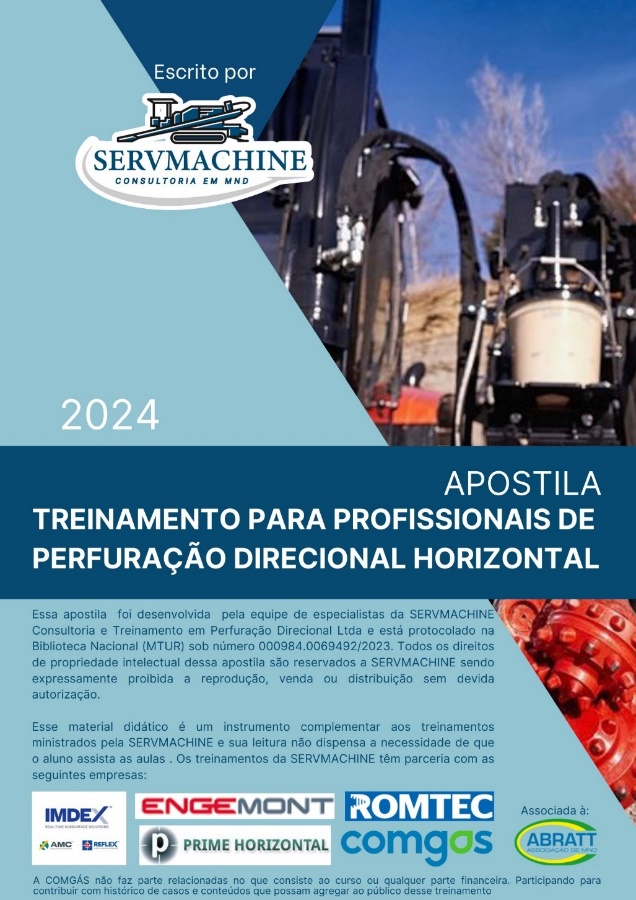 Escrito por
SERVMACHINE
CONSULTORIA EM MND
2024
APOSTILA
TREINAMENTO PARA PROFISSIONAIS DE
PERFURAÇÃO DIRECIONAL HORIZONTAL
Essa apostila foi desenvolvida pela equipe de especialistas da SERVMACHINE
Consultoria e Treinamento em Perfuração Direcional Ltda e está protocolado na
Biblioteca Nacional (MTUR) sob número 000984.0069492/2023. Todos os direitos
de propriedade intelectual dessa apostila são reservados a SERVMACHINE sendo
expressamente proibida a reprodução, venda ou distribuição sem devida
autorização.
Esse material didático é um instrumento complementar aos treinamentos
ministrados pela SERVMACHINE e sua leitura não dispensa a necessidade de que
o aluno assista as aulas . Os treinamentos da SERVMACHINE têm parceria com as
seguintes empresas:
IMDEX
REAL-TIME SUBSURFACE SOLUTIONS
AMC REFLEX
ENGEMONT
PRIME HORIZONTAL
ROMTEC
comgas
Associada à:
ABRATT
ASSOCIAÇÃO DE MND
A COMGÁS não faz parte relacionadas no que consiste ao curso ou qualquer parte financeira. Participando para
contribuir com histórico de casos e conteúdos que possam agregar ao público desse treinamento